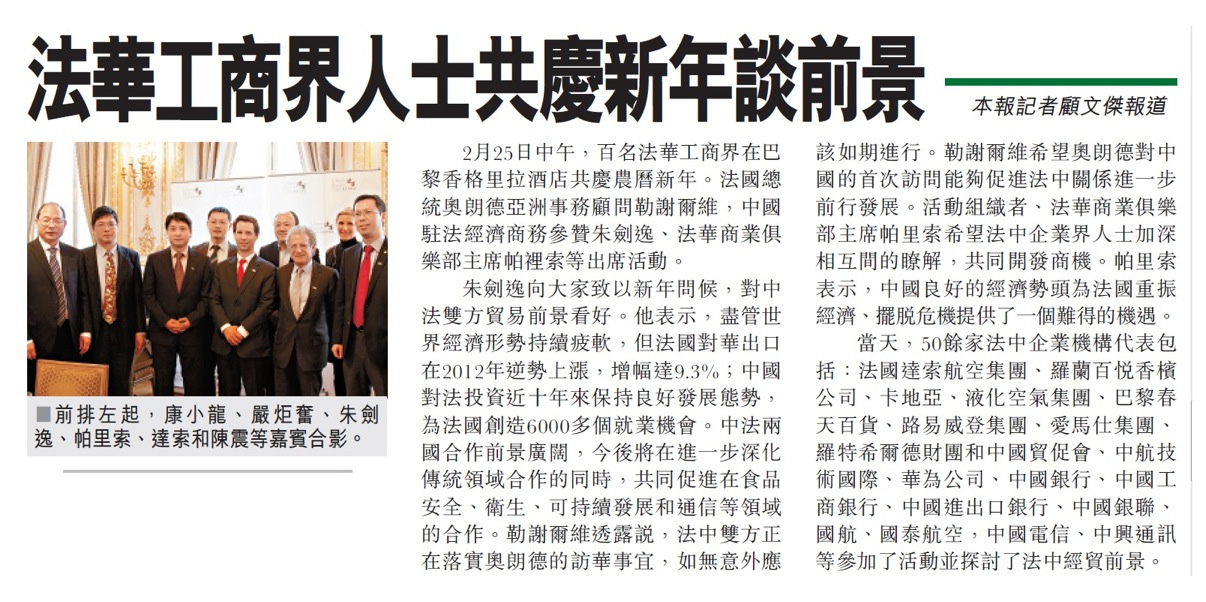 法華工商界人士共慶新年談前景
本報記者顧文傑報道
■前排左起，康小龍、嚴炬奮、朱劍
逸、帕里索、達索和陳震等嘉賓合影。
2月25日中午，百名法華工商界在巴
黎香格里拉酒店共慶農曆新年。法國總
統奧朗德亞洲事務顧問勒謝爾維，中國
駐法經濟商務參贊朱劍逸、法華商業俱
樂部主席帕裡索等出席活動。
朱劍逸向大家致以新年問候，對中
法雙方貿易前景看好。他表示，盡管世
界經濟形勢持續疲軟，但法國對華出口
在2012年逆勢上漲，增幅達9.3%；中國
對法投資近十年來保持良好發展態勢，
為法國創造6000多個就業機會。中法兩
國合作前景廣闊，今後將在進一步深化
傳統領域合作的同時，共同促進在食品
安全、衛生、可持續發展和通信等領域
的合作。勒謝爾維透露説，法中雙方正
在落實奧朗德的訪華事宜，如無意外應
該如期進行。勒謝爾維希望奧朗德對中
國的首次訪問能夠促進法中關係進一步
前行發展。活動組織者、法華商業俱樂
部主席帕里索希望法中企業界人士加深
相互間的瞭解，共同開發商機。帕里索
表示，中國良好的經濟勢頭為法國重振
經濟、擺脱危機提供了一個難得的機遇。
當天，50餘家法中企業機構代表包
括：法國達索航空集團、羅蘭百悦香檳
公司、卡地亞、液化空氣集團、巴黎春
天百貨、路易威登集團、愛馬仕集團、
羅特希爾德財團和中國貿促會、中航技
術國際、華為公司、中國銀行、中國工
商銀行、中國進出口銀行、中國銀聯、
國航、國泰航空，中國電信、中興通訊
等參加了活動並探討了法中經貿前景。